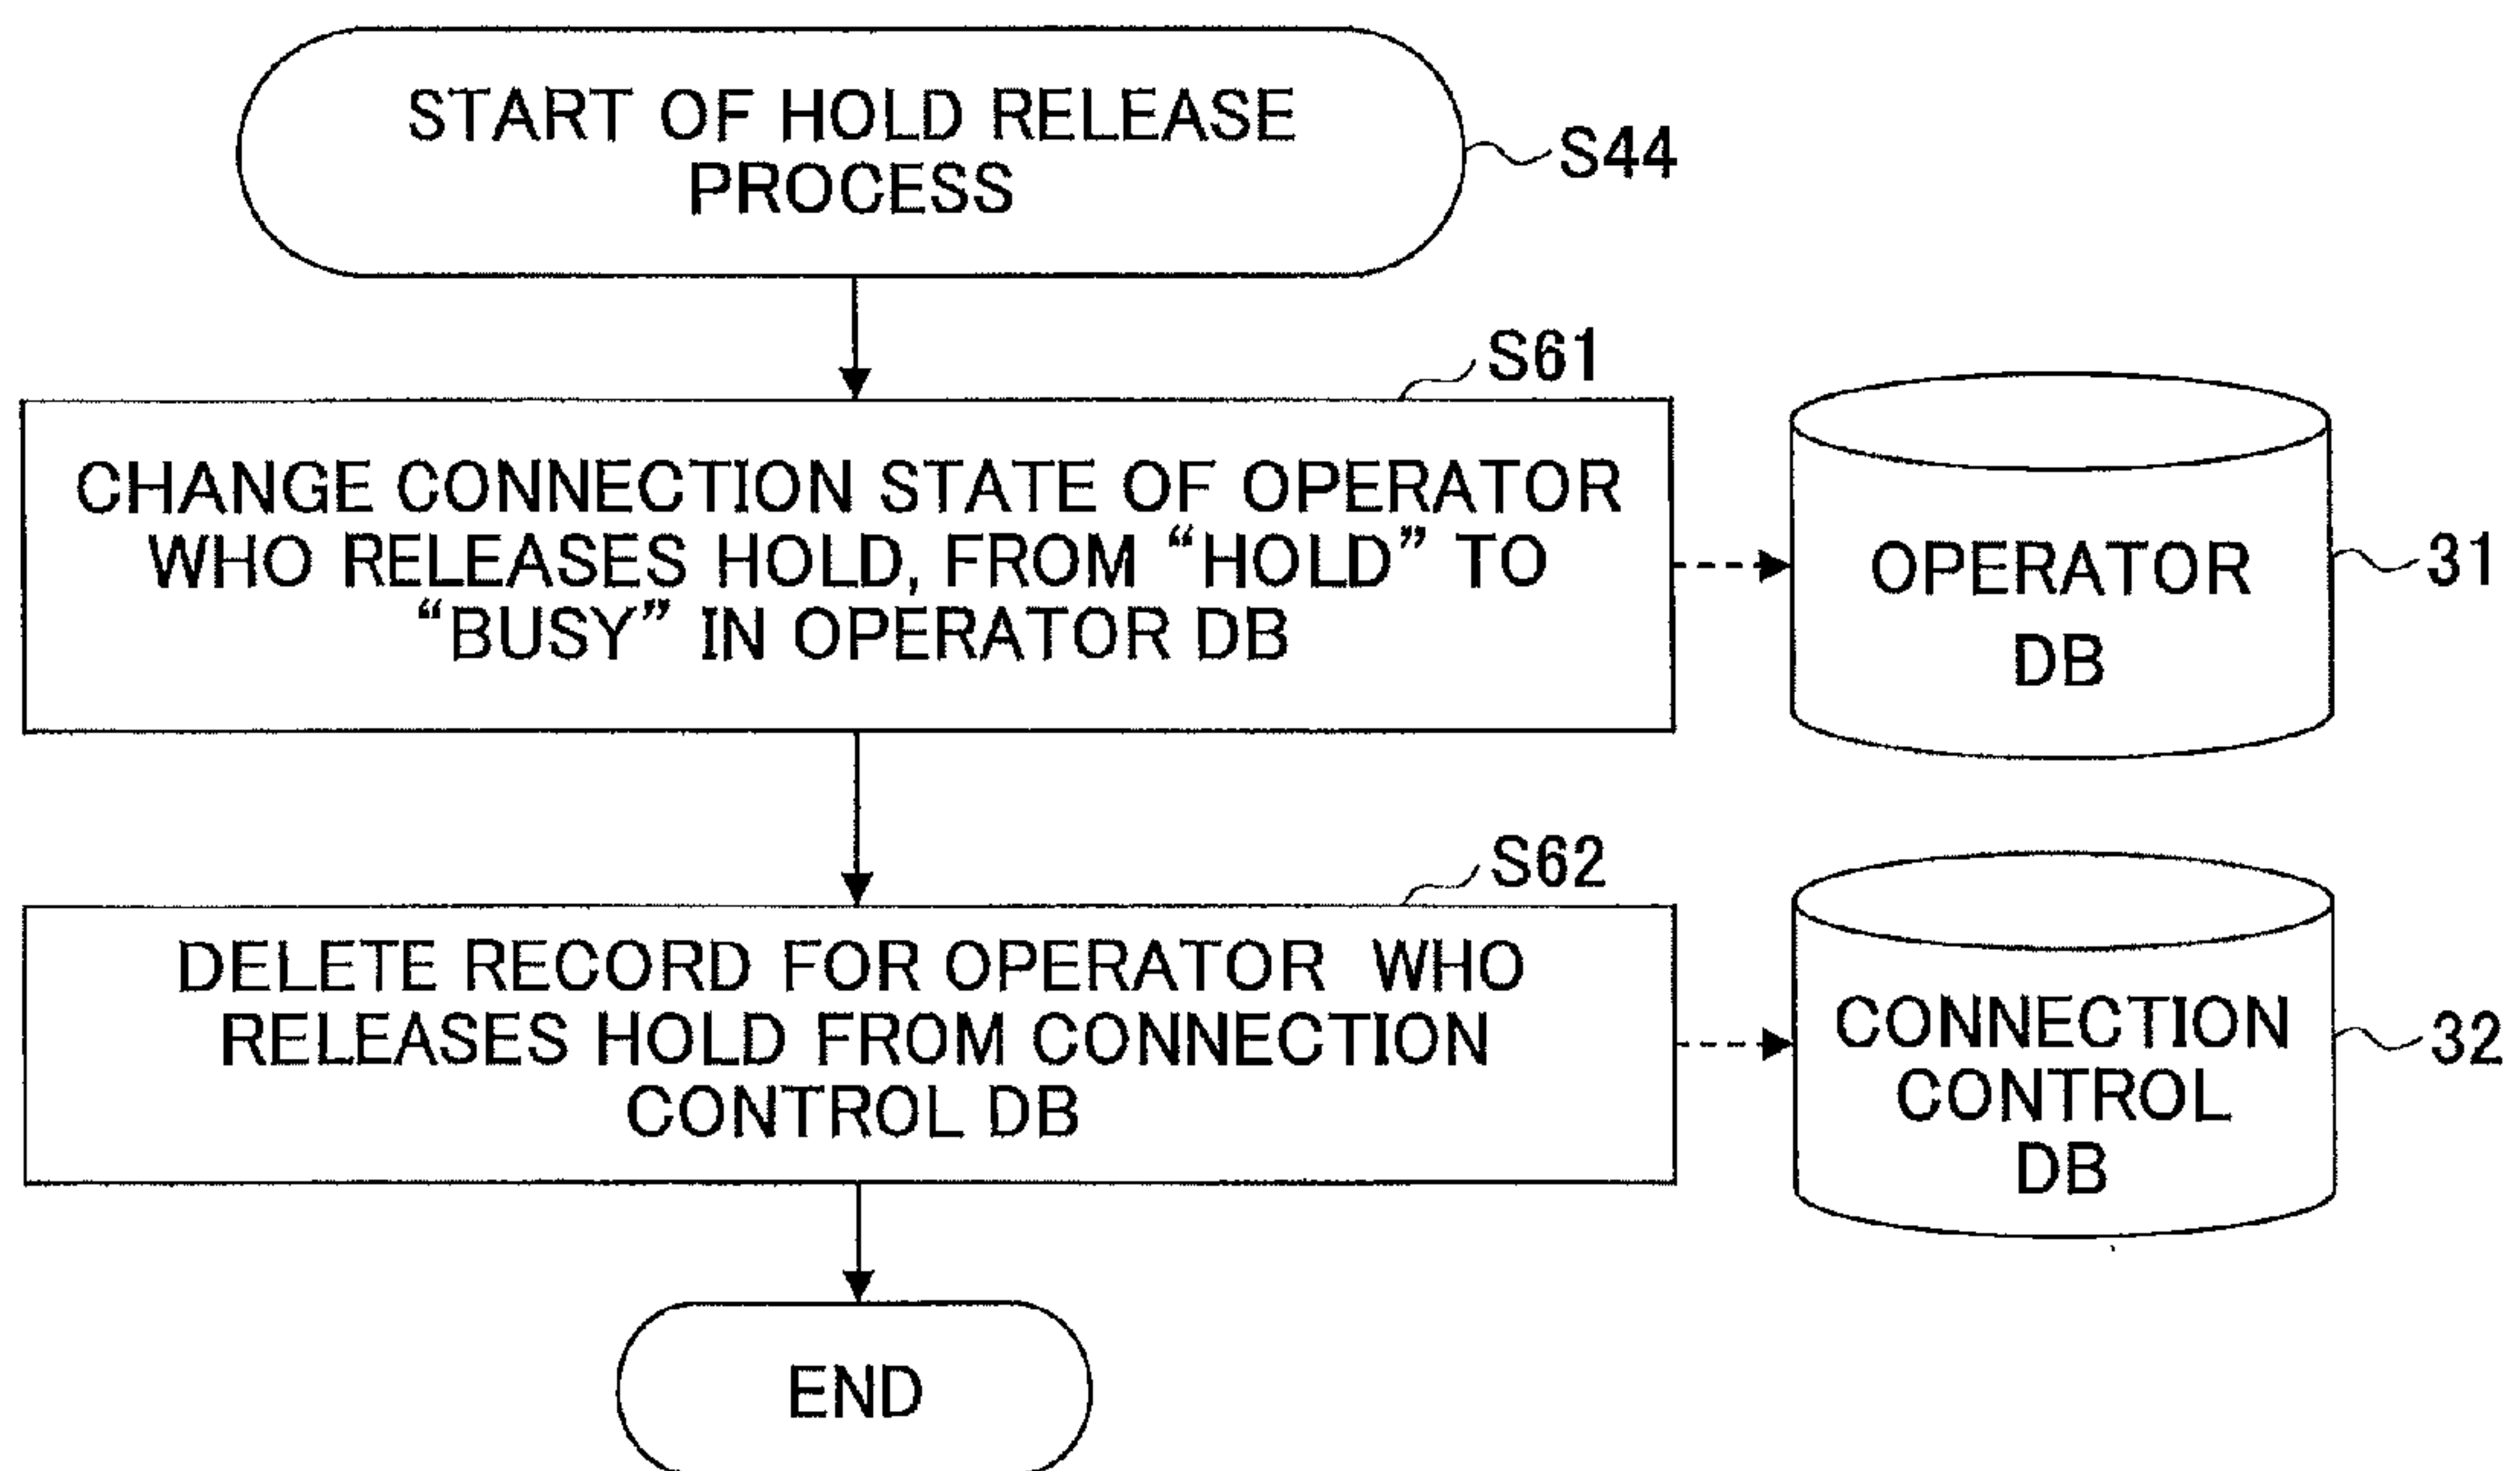 START OF HOLD RELEASE
PROCESS
S44
S61
CHANGE CONNECTION STATE OF OPERATOR
WHO RELEASES HOLD, FROM “HOLD” TO
“BUSY” IN OPERATOR DB
OPERATOR
DB
31
S62
DELETE RECORD FOR OPERATOR WHO
RELEASES HOLD FROM CONNECTION
CONTROL DB
CONNECTION
CONTROL
DB
32
END